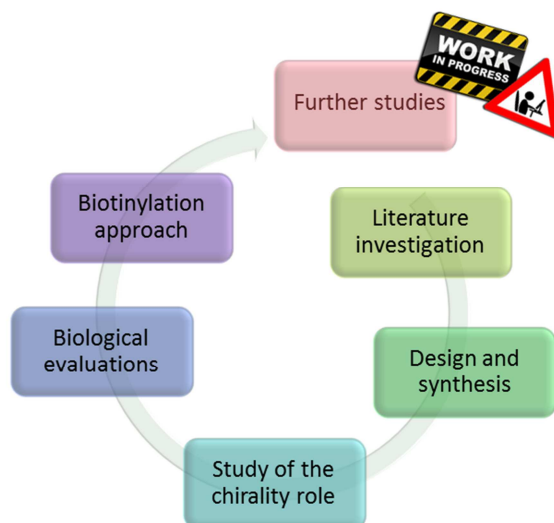 WORK
IN PROGRESS
Further studies
Literature
investigation
Design and
synthesis
Study of the
chirality role
Biological
evaluations
Biotinylation
approach